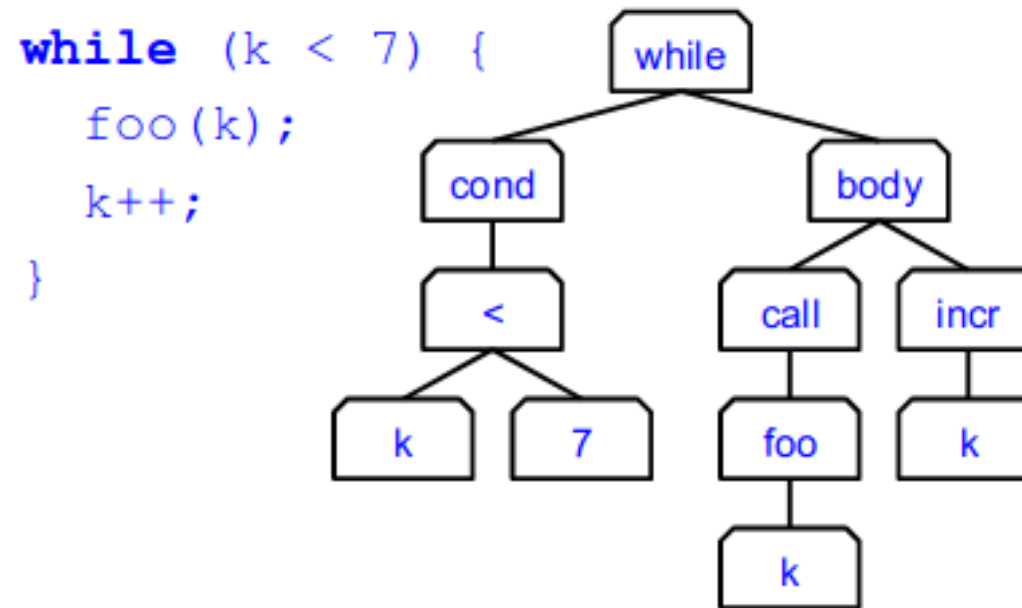 while (k < 7) {
foo(k);
k++;
}
while
cond
body
<
call
incr
k
7
foo
k
k